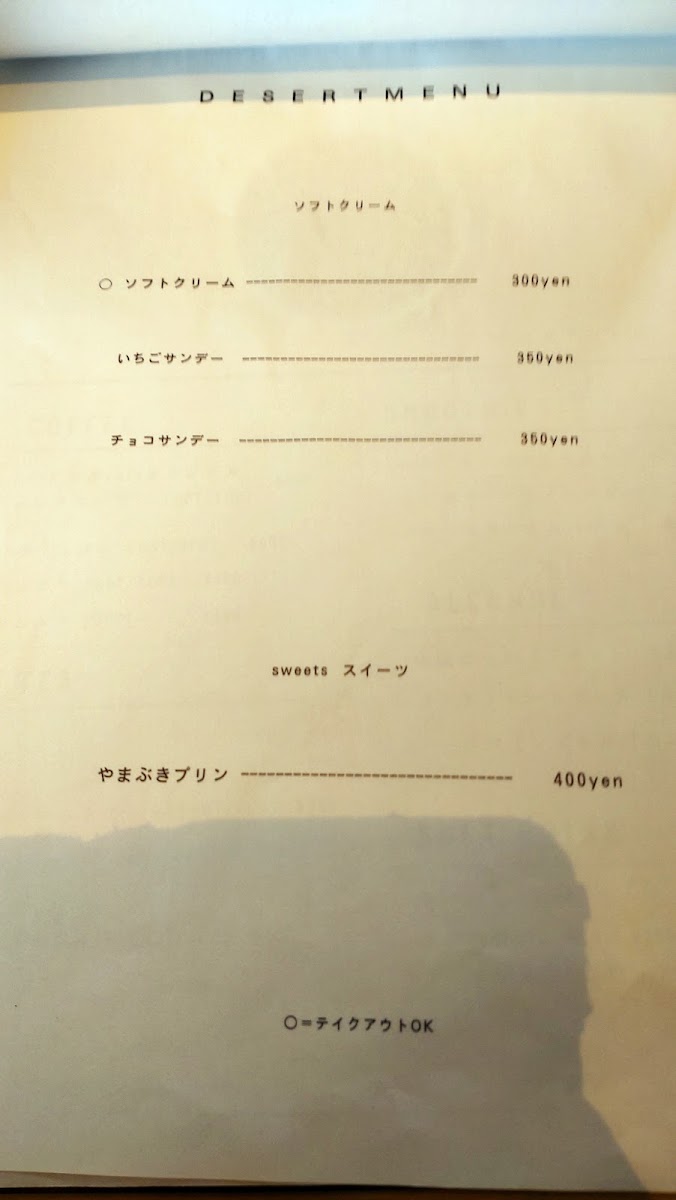 DESERTMENU
ソフトクリーム
○ ソフトクリーム ------------------------------ 300yen
いちごサンデー ------------------------------ 350yen
チョコサンデー ------------------------------ 350yen
sweets スイーツ
やまぶきプリン ------------------------------ 400yen
○=テイクアウトOK